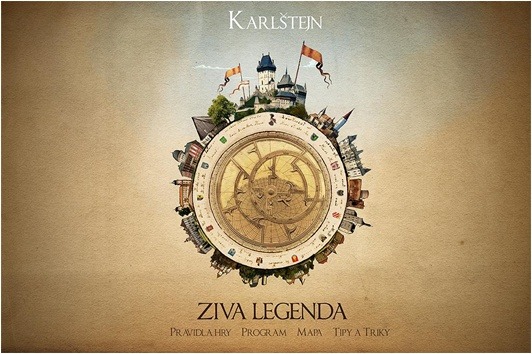 Karlštejn
ZIVA LEGENDA
Pravidla hry Program Mapa Tipy a Triky